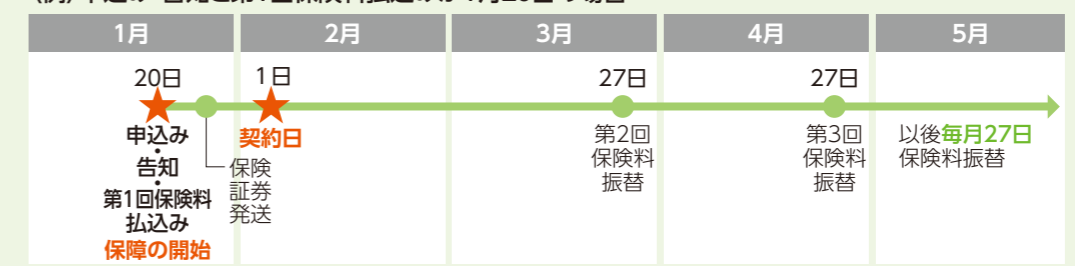 1月 2月 3月 4月 5月
20日 1日 27日 27日
申込み
・
告知
・
第1回保険料
払込み
保障の開始
保険
証券
発送
契約日
第2回
保険料
振替
第3回
保険料
振替
以後毎月27日
保険料振替